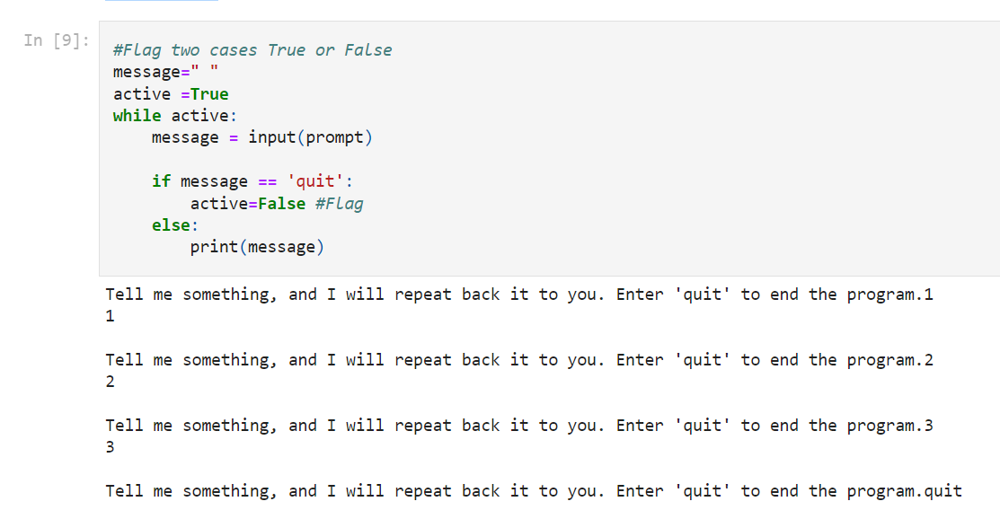 In [9]:
#Flag two cases True or False
message=" "
active =True
while active:
    message = input(prompt)
    if message == 'quit':
        active=False #Flag
    else:
        print(message)
Tell me something, and I will repeat back it to you. Enter 'quit' to end the program.1
1
Tell me something, and I will repeat back it to you. Enter 'quit' to end the program.2
2
Tell me something, and I will repeat back it to you. Enter 'quit' to end the program.3
3
Tell me something, and I will repeat back it to you. Enter 'quit' to end the program.quit